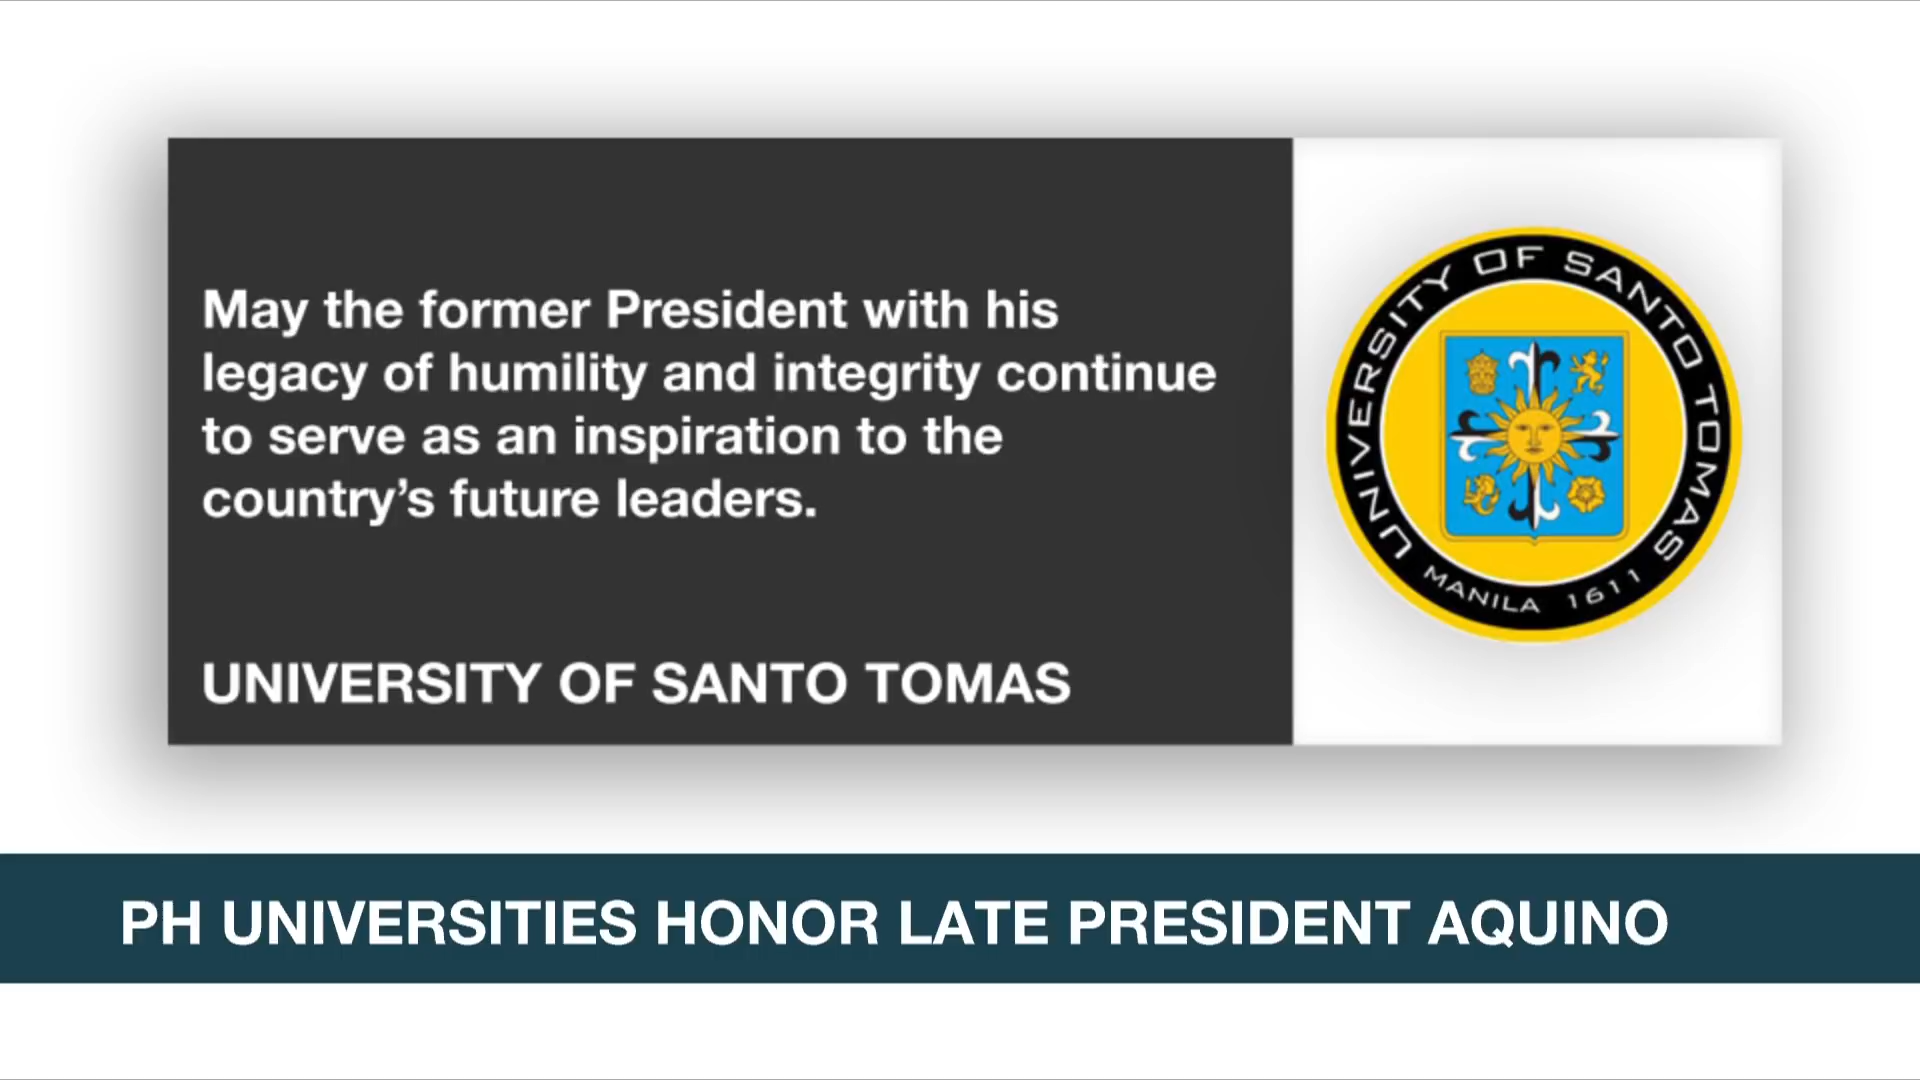 May the former President with his
legacy of humility and integrity continue
to serve as an inspiration to the
country’s future leaders.
UNIVERSITY OF SANTO TOMAS
UNIVERSITY OF SANTO TOMAS
MANILA 1611
PH UNIVERSITIES HONOR LATE PRESIDENT AQUINO